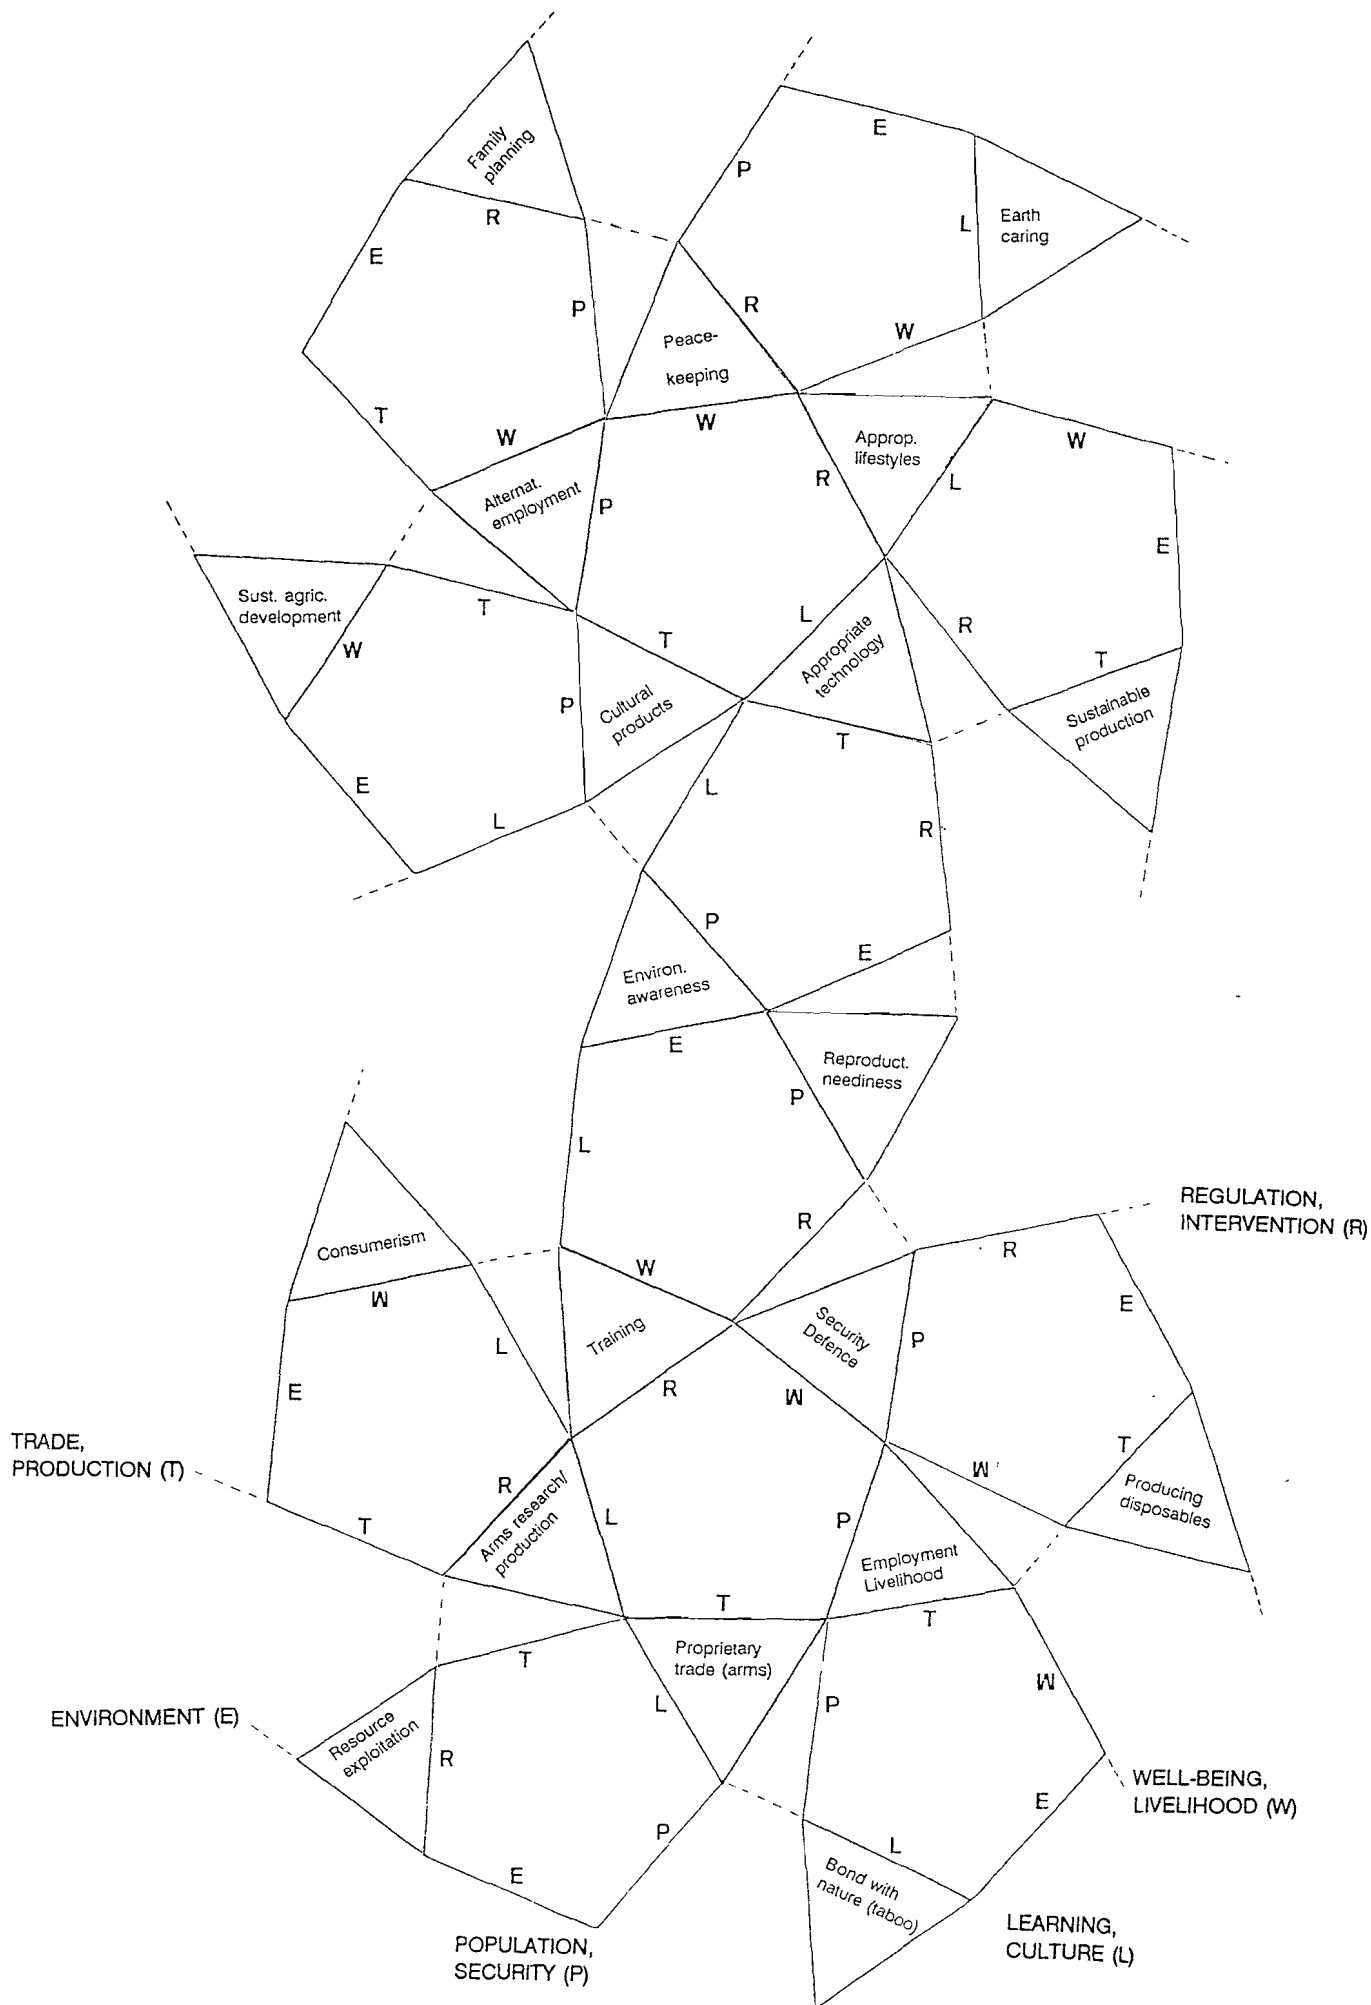 E
Family
planning
P
R
L
Earth
caring
E
P
R
W
Peace-
keeping
T
W
W
W
Approp.
lifestyles
R
L
Alternat.
employment
P
E
Sust. agric.
development
T
W
T
L
R
Appropriate
technology
T
P
Cultural
products
Sustainable
production
T
E
L
L
R
P
E
Environ.
awareness
E
Reproduct.
neediness
P
L
REGULATION,
INTERVENTION (R)
R
R
Consumerism
W
W
E
L
Training
Security
Defence
P
E
R
W
TRADE,
PRODUCTION (T)
T
W
R
Arms research/
production
L
P
Producing
disposables
T
Employment
Livelihood
T
T
Proprietary
trade (arms)
T
W
ENVIRONMENT (E)
L
P
Resource
exploitation
R
WELL-BEING,
LIVELIHOOD (W)
E
P
L
E
Bond with
nature (taboo)
LEARNING,
CULTURE (L)
POPULATION,
SECURITY (P)